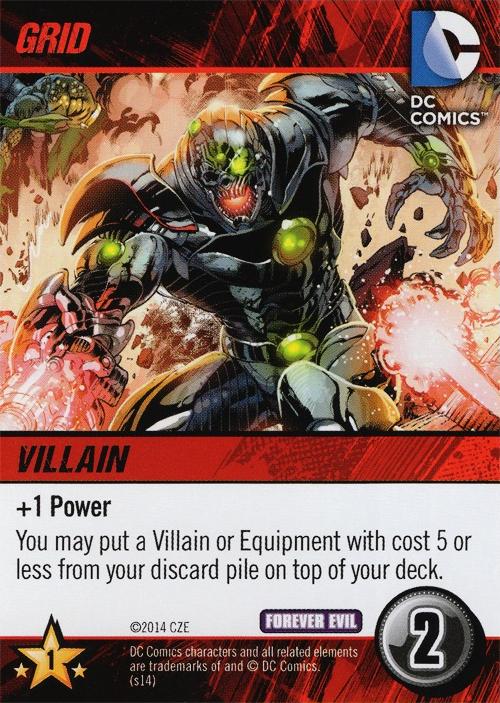 GRID
DC
COMICS™
VILLAIN
+1 Power
You may put a Villain or Equipment with cost 5 or
less from your discard pile on top of your deck.
©2014 CZE
FOREVER EVIL
2
1
DC Comics characters and all related elements
are trademarks of and © DC Comics.
(s14)